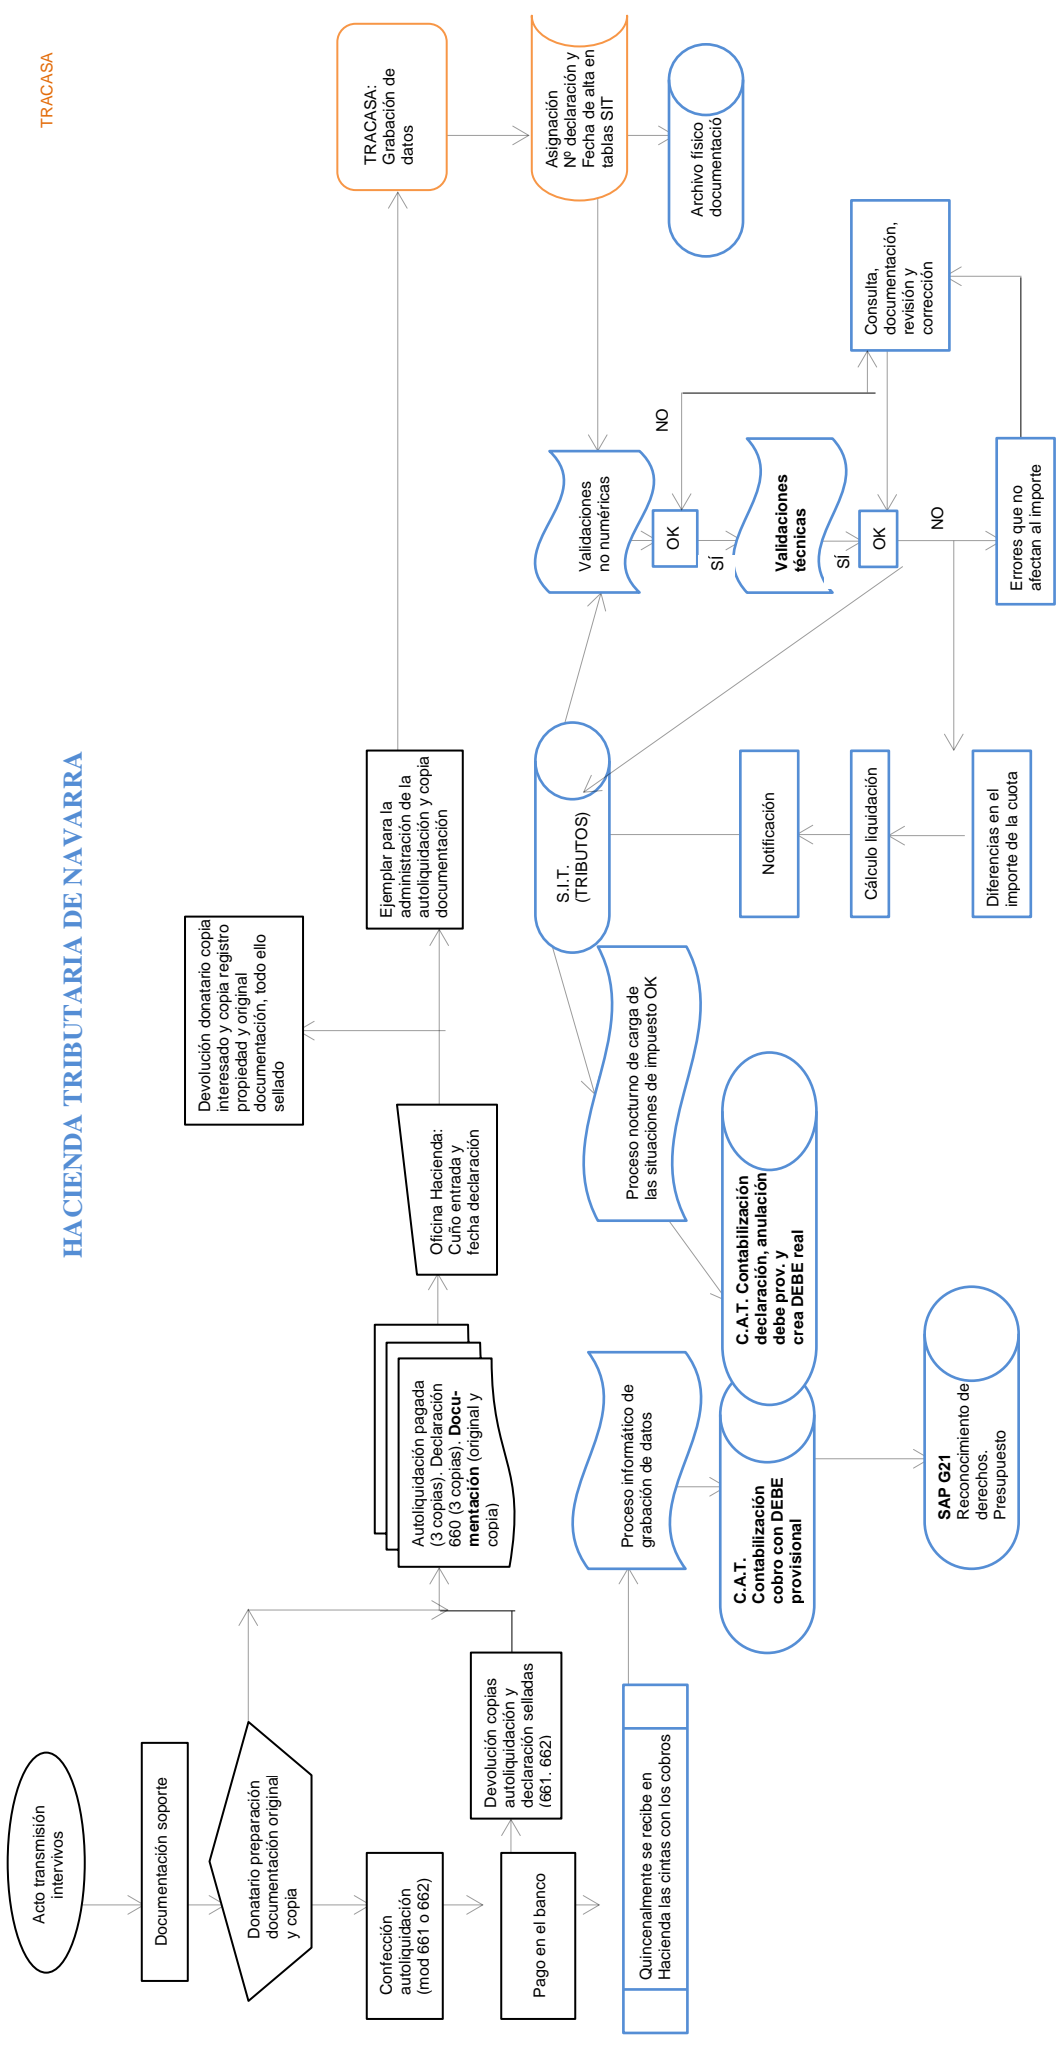 TRACASA
HACIENDA TRIBUTARIA DE NAVARRA
Acto transmisión
intervivos
Documentación soporte
Donatario preparación
documentación original
y copia
Confección
autoliquidación
(mod 661 o 662)
Pago en el banco
Devolución copias
autoliquidación y
declaración selladas
(661. 662)
Quincenalmente se recibe en
Hacienda las cintas con los cobros
Autoliquidación pagada
(3 copias). Declaración
660 (3 copias). Docu-
mentación (original y
copia)
Oficina Hacienda:
Cuño entrada y
fecha declaración
Devolución donatario copia
interesado y copia registro
propiedad y original
documentación, todo ello
sellado
Ejemplar para la
administración de la
autoliquidación y copia
documentación
TRACASA:
Grabación de
datos
Asignación
Nº declaración y
Fecha de alta en
tablas SIT
Archivo físico
documentació
Validaciones
no numéricas
OK
NO
SÍ
Validaciones
técnicas
SÍ
OK
NO
Consulta,
documentación,
revisión y
corrección
Errores que no
afectan al importe
Diferencias en el
importe de la cuota
Cálculo liquidación
Notificación
S.I.T.
(TRIBUTOS)
Proceso nocturno de carga de
las situaciones de impuesto OK
Proceso informático de
grabación de datos
C.A.T. Contabilización
declaración, anulación
debe prov. y
crea DEBE real
C.A.T.
Contabilización
cobro con DEBE
provisional
SAP G21
Reconocimiento de
derechos.
Presupuesto